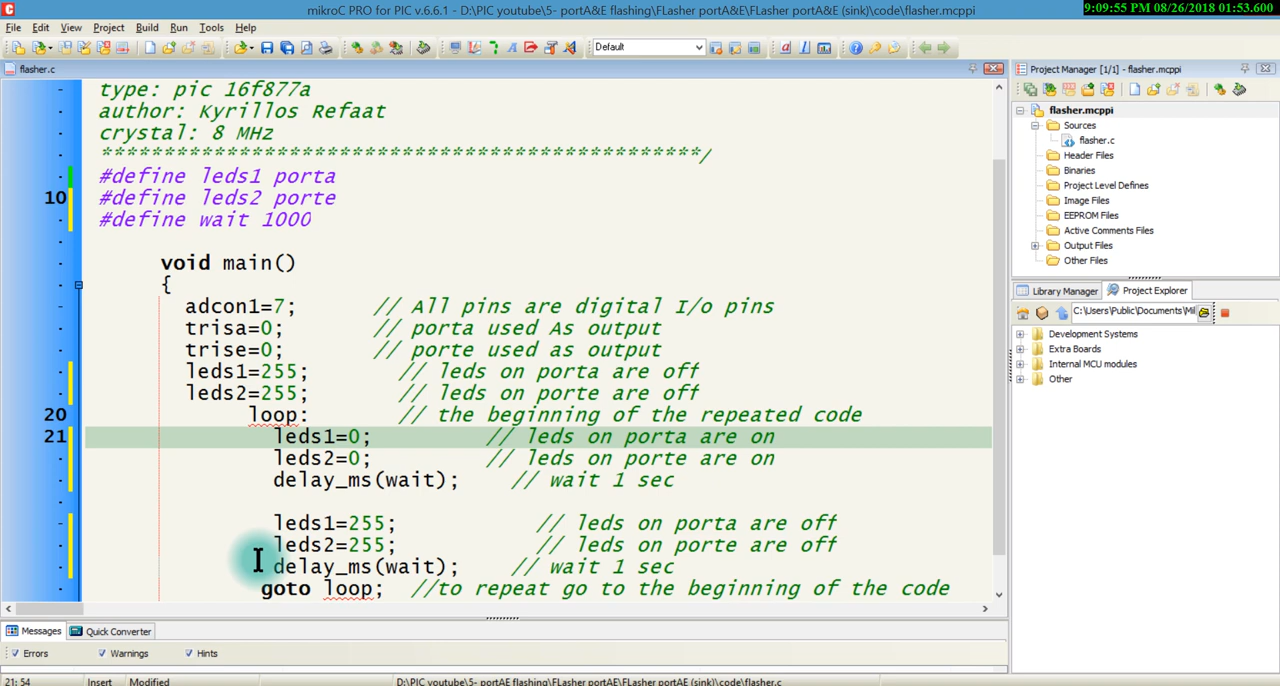 mikroC PRO for PIC v.6.6.1 - D:\PIC youtube\5- portA&E flashing\FLasher portA&E (sink)\code\flasher.mcppi
9:09:55 PM 08/26/2018 01:53.600
File Edit View Project Build Run Tools Help
Default
flasher.c
type: pic 16f877a
author: Kyrillos Refaat
crystal: 8 MHz
************************************************/
#define leds1 porta
10 #define leds2 porte
#define wait 1000
void main()
{
adcon1=7; // All pins are digital I/o pins
trisa=0; // porta used As output
trise=0; // porte used as output
leds1=255; // leds on porta are off
leds2=255; // leds on porte are off
20 loop: // the beginning of the repeated code
21 leds1=0; // leds on porta are on
leds2=0; // leds on porte are on
delay_ms(wait); // wait 1 sec
leds1=255; // leds on porta are off
leds2=255; // leds on porte are off
delay_ms(wait); // wait 1 sec
goto loop; //to repeat go to the beginning of the code
Messages Quick Converter
Errors Warnings Hints
21: 54 Insert Modified D:\PIC youtube\5- portAE flashing\FLasher portAE\FLasher portAE (sink)\code\flasher.c
Project Manager [1/1] - flasher.mcppi
flasher.mcppi
Sources
flasher.c
Header Files
Binaries
Project Level Defines
Image Files
EEPROM Files
Active Comments Files
Output Files
Other Files
Library Manager Project Explorer
C:\Users\Public\Documents\Mil
Development Systems
Extra Boards
Internal MCU modules
Other